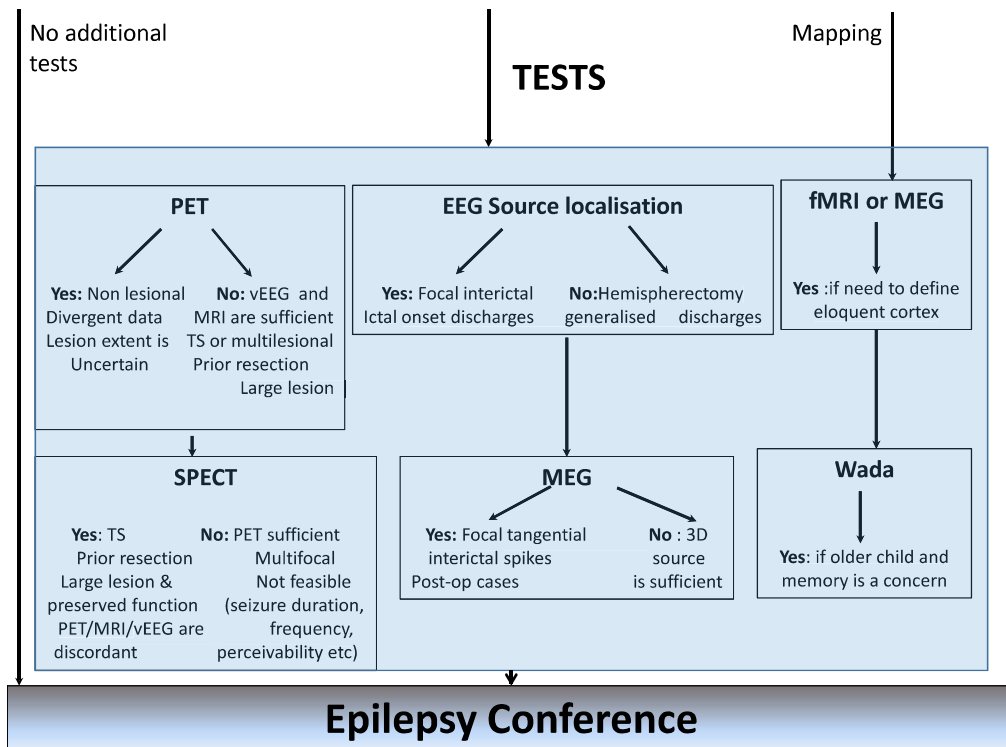 No additional
tests
TESTS
Mapping
PET
Yes: Non lesional
Divergent data
Lesion extent is
Uncertain
No: vEEG and
MRI are sufficient
TS or multilesional
Prior resection
Large lesion
EEG Source localisation
Yes: Focal interictal
Ictal onset discharges
No:Hemispherectomy
generalised discharges
fMRI or MEG
Yes :if need to define
eloquent cortex
SPECT
Yes: TS
Prior resection
Large lesion &
preserved function
PET/MRI/vEEG are
discordant
No: PET sufficient
Multifocal
Not feasible
(seizure duration,
frequency,
perceivability etc)
MEG
Yes: Focal tangential
interictal spikes
Post-op cases
No : 3D
source
is sufficient
Wada
Yes: if older child and
memory is a concern
Epilepsy Conference